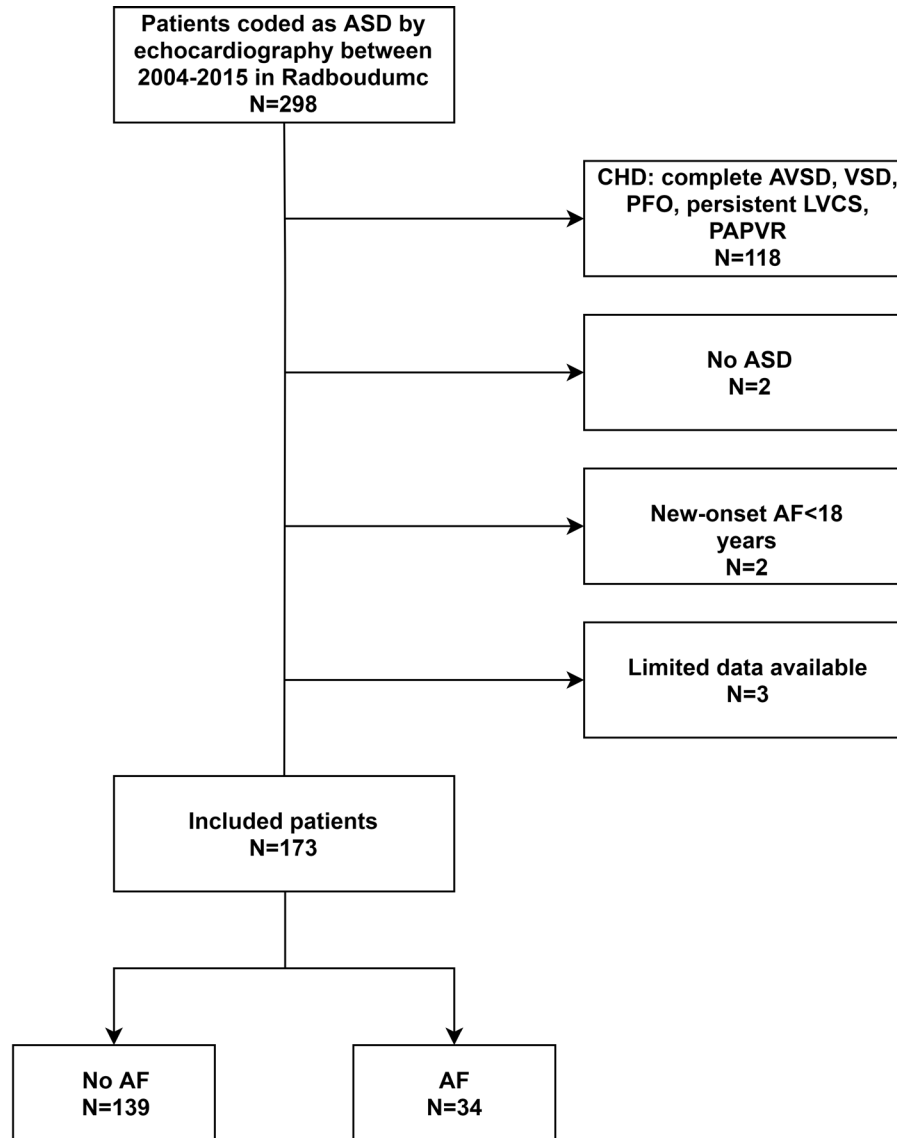 Patients coded as ASD by
echocardiography between
2004-2015 in Radboudumc
N=298
CHD: complete AVSD, VSD,
PFO, persistent LVCS,
PAPVR
N=118
No ASD
N=2
New-onset AF<18
years
N=2
Limited data available
N=3
Included patients
N=173
No AF
N=139
AF
N=34